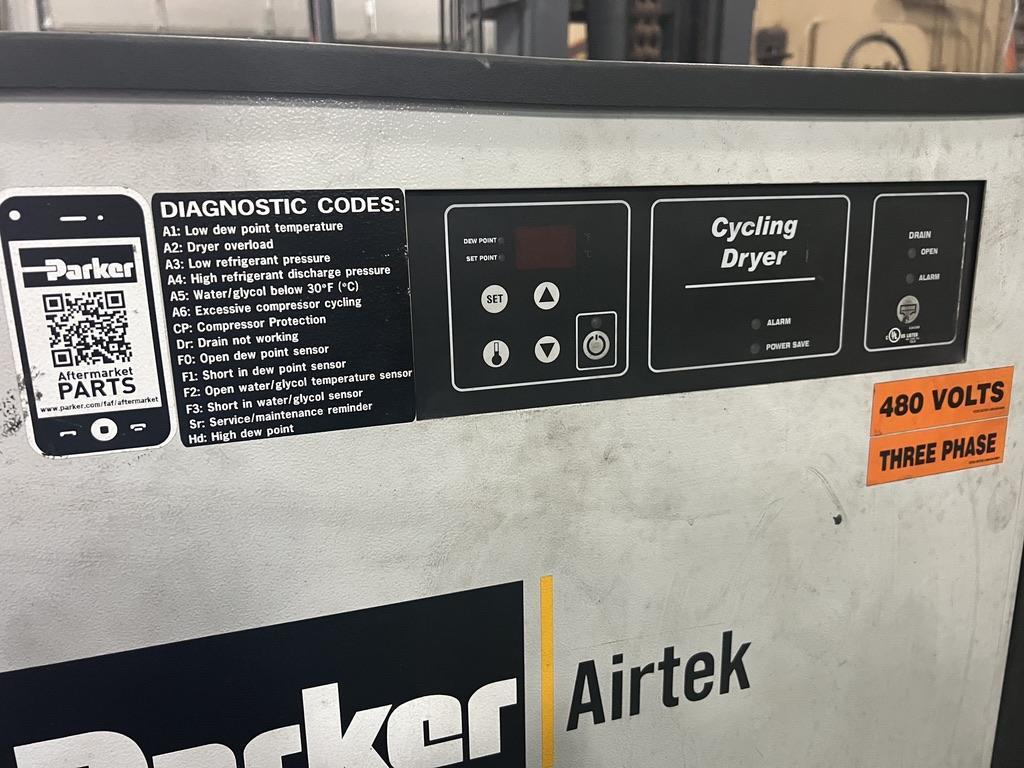 Parker
Aftermarket
PARTS
www.parker.com/faf/aftermarket
DIAGNOSTIC CODES:
A1: Low dew point temperature
A2: Dryer overload
A3: Low refrigerant pressure
A4: High refrigerant discharge pressure
A5: Water/glycol below 30°F (°C)
A6: Excessive compressor cycling
CP: Compressor Protection
Dr: Drain not working
F0: Open dew point sensor
F1: Short in dew point sensor
F2: Open water/glycol temperature sensor
F3: Short in water/glycol sensor
Sr: Service/maintenance reminder
Hd: High dew point
DEW POINT
SET POINT
°F
°C
SET
Cycling
Dryer
ALARM
POWER SAVE
DRAIN
OPEN
ALARM
480 VOLTS
THREE PHASE
Parker
Airtek